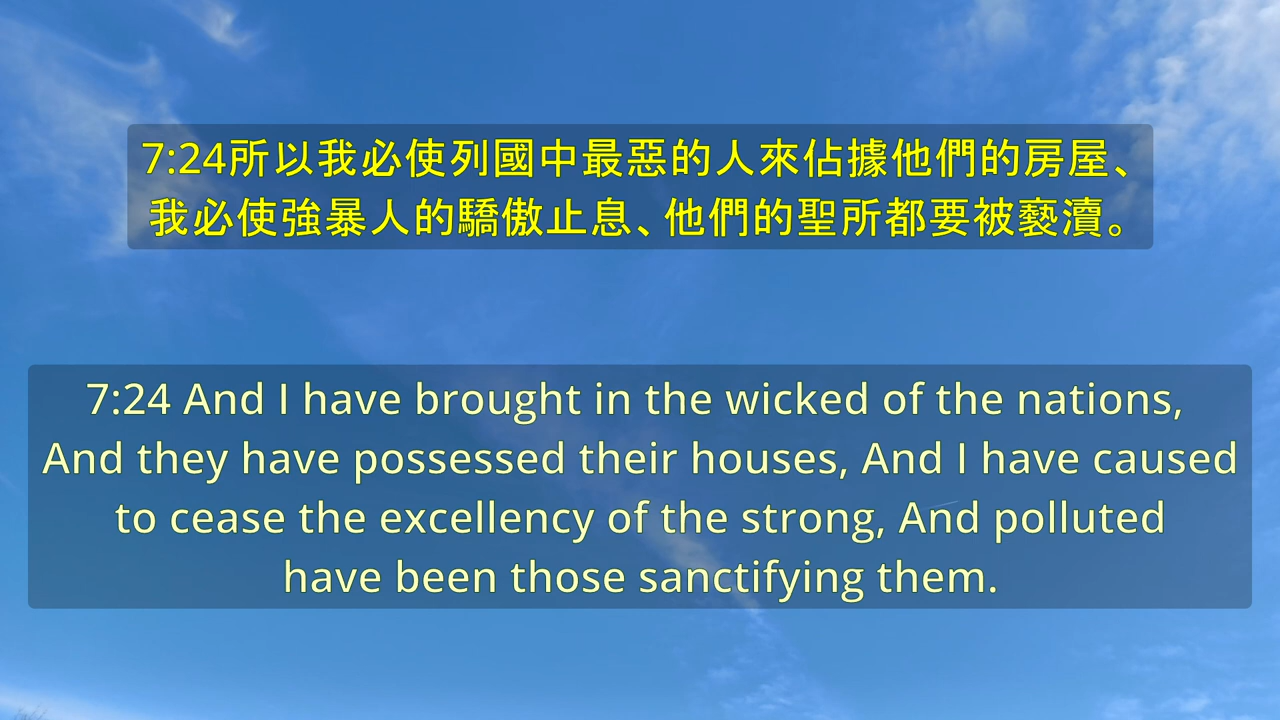 7:24所以我必使列國中最惡的人來佔據他們的房屋、
我必使強暴人的驕傲止息、他們的聖所都要被褻瀆。
7:24 And I have brought in the wicked of the nations,
And they have possessed their houses, And I have caused
to cease the excellency of the strong, And polluted
have been those sanctifying them.